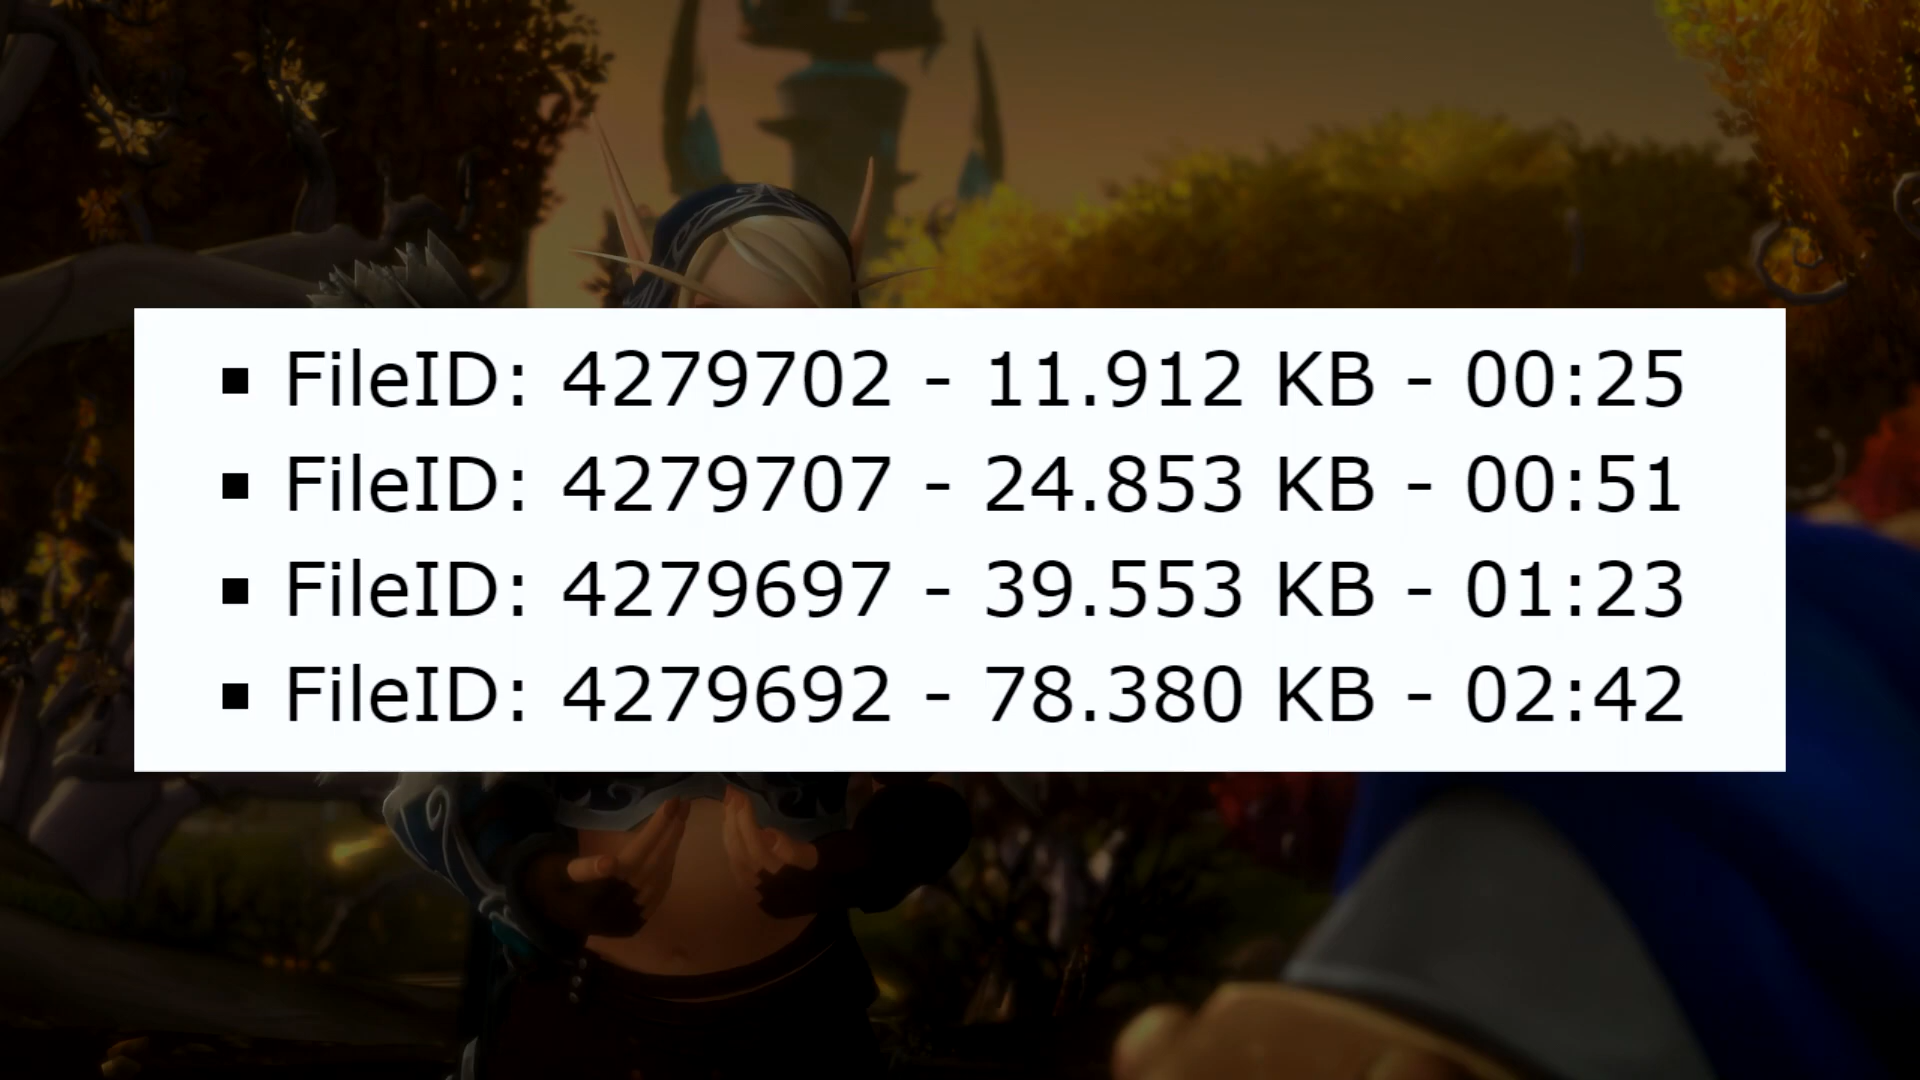 ▪ FileID: 4279702 - 11.912 KB - 00:25
▪ FileID: 4279707 - 24.853 KB - 00:51
▪ FileID: 4279697 - 39.553 KB - 01:23
▪ FileID: 4279692 - 78.380 KB - 02:42